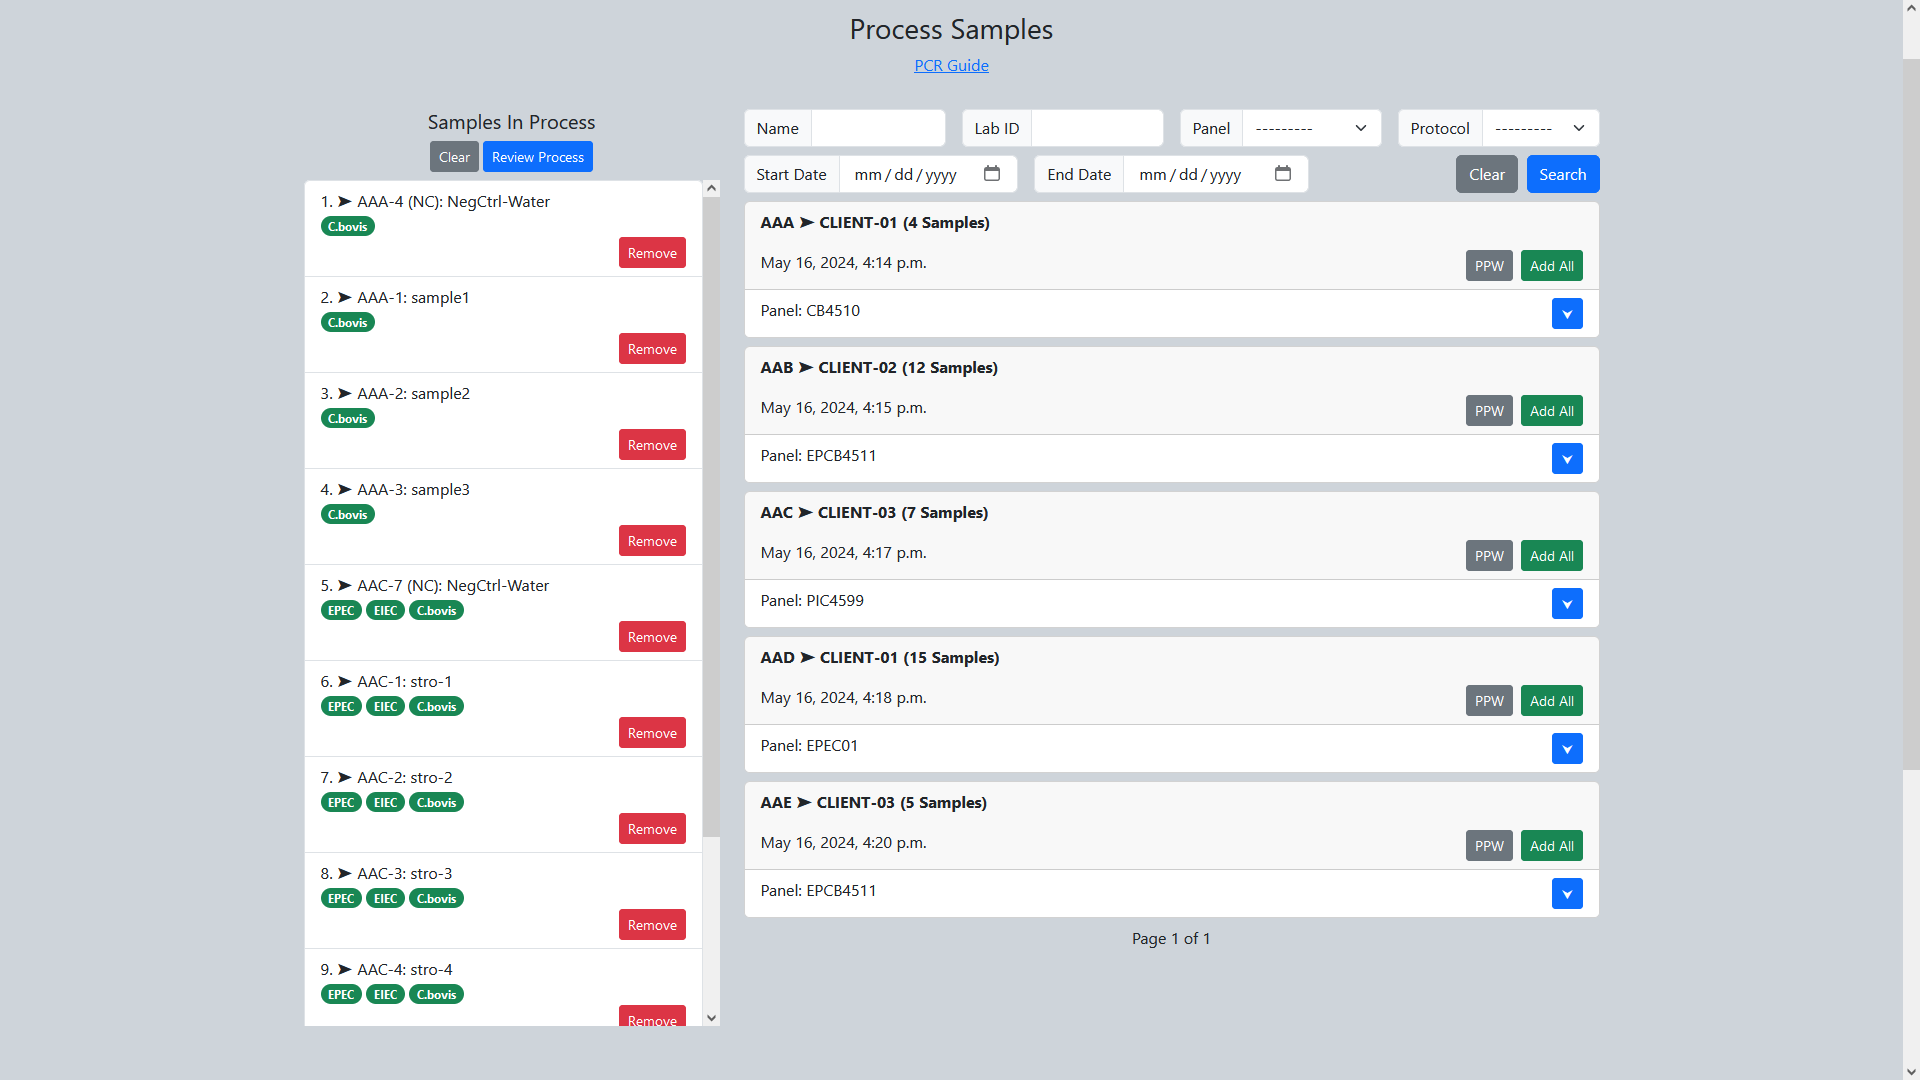 Process Samples
PCR Guide
Samples In Process
Clear
Review Process
1. ➤ AAA-4 (NC): NegCtrl-Water
C.bovis
Remove
2. ➤ AAA-1: sample1
C.bovis
Remove
3. ➤ AAA-2: sample2
C.bovis
Remove
4. ➤ AAA-3: sample3
C.bovis
Remove
5. ➤ AAC-7 (NC): NegCtrl-Water
EPEC EIEC C.bovis
Remove
6. ➤ AAC-1: stro-1
EPEC EIEC C.bovis
Remove
7. ➤ AAC-2: stro-2
EPEC EIEC C.bovis
Remove
8. ➤ AAC-3: stro-3
EPEC EIEC C.bovis
Remove
9. ➤ AAC-4: stro-4
EPEC EIEC C.bovis
Remove
Name Lab ID Panel --------- Protocol ---------
Start Date mm/dd/yyyy End Date mm/dd/yyyy Clear Search
AAA ➤ CLIENT-01 (4 Samples)
May 16, 2024, 4:14 p.m. PPW Add All
Panel: CB4510
AAB ➤ CLIENT-02 (12 Samples)
May 16, 2024, 4:15 p.m. PPW Add All
Panel: EPCB4511
AAC ➤ CLIENT-03 (7 Samples)
May 16, 2024, 4:17 p.m. PPW Add All
Panel: PIC4599
AAD ➤ CLIENT-01 (15 Samples)
May 16, 2024, 4:18 p.m. PPW Add All
Panel: EPEC01
AAE ➤ CLIENT-03 (5 Samples)
May 16, 2024, 4:20 p.m. PPW Add All
Panel: EPCB4511
Page 1 of 1